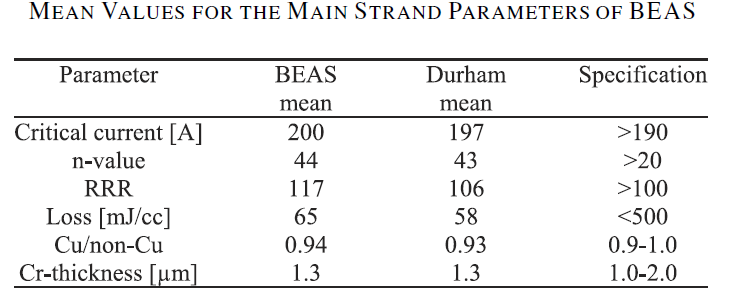 MEAN VALUES FOR THE MAIN STRAND PARAMETERS OF BEAS
Parameter BEAS mean Durham mean Specification
Critical current [A] 200 197 >190
n-value 44 43 >20
RRR 117 106 >100
Loss [mJ/cc] 65 58 <500
Cu/non-Cu 0.94 0.93 0.9-1.0
Cr-thickness [μm] 1.3 1.3 1.0-2.0